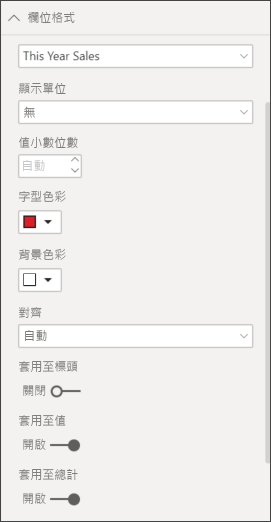 欄位格式
This Year Sales
顯示單位
無
值小數位數
自動
字型色彩
背景色彩
對齊
自動
套用至標頭
關閉
套用至值
開啟
套用至總計
開啟